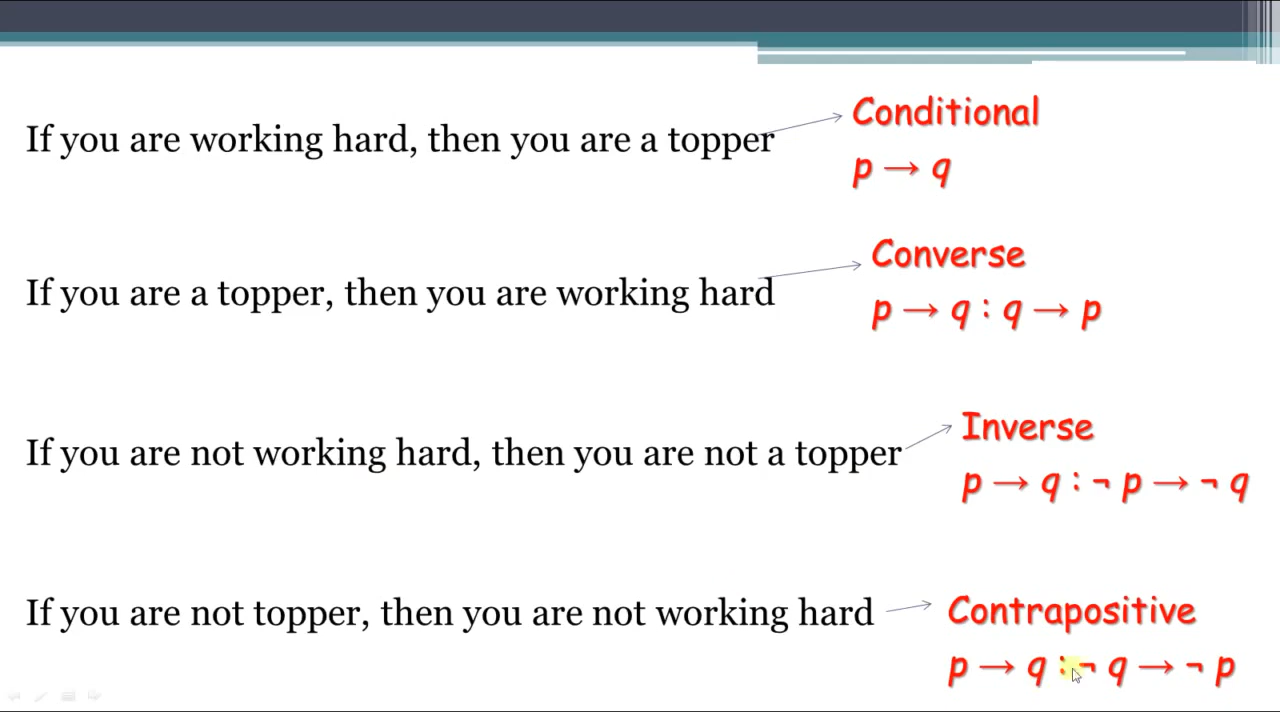 If you are working hard, then you are a topper
Conditional
p → q
If you are a topper, then you are working hard
Converse
p → q : q → p
If you are not working hard, then you are not a topper
Inverse
p → q : ¬ p → ¬ q
If you are not topper, then you are not working hard
Contrapositive
p → q : ¬ q → ¬ p